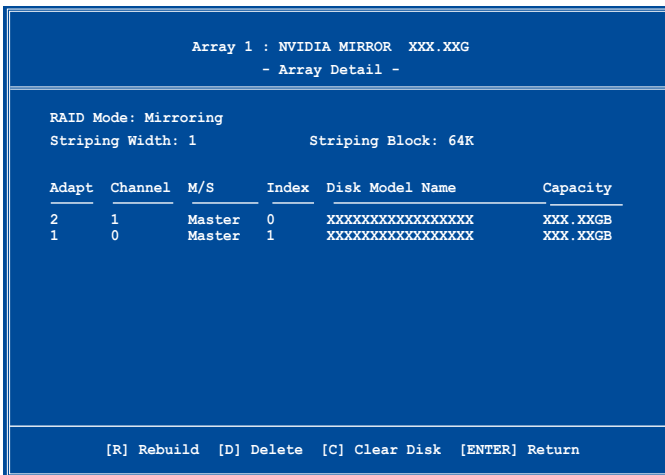 Array 1 : NVIDIA MIRROR XXX.XXG
- Array Detail -
RAID Mode: Mirroring
Striping Width: 1 Striping Block: 64K
Adapt Channel M/S Index Disk Model Name Capacity
2 1 Master 0 XXXXXXXXXXXXXXXXX XXX.XXGB
1 0 Master 1 XXXXXXXXXXXXXXXXX XXX.XXGB
[R] Rebuild [D] Delete [C] Clear Disk [ENTER] Return